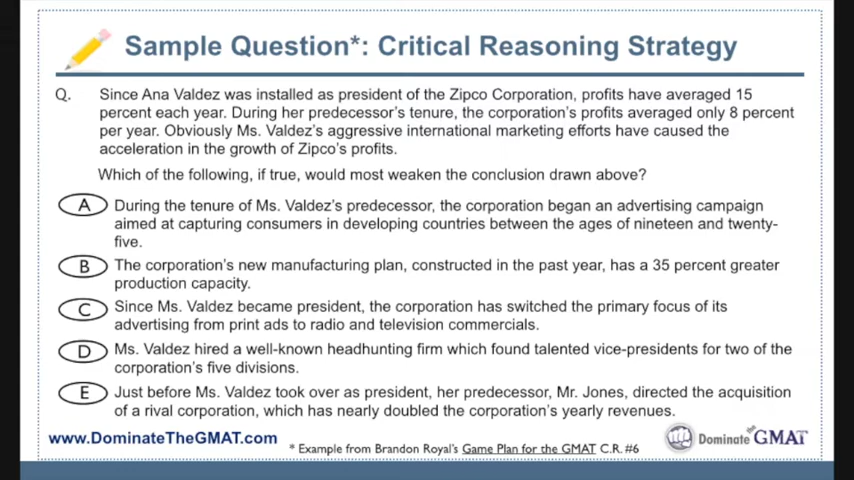 Sample Question*: Critical Reasoning Strategy
Q. Since Ana Valdez was installed as president of the Zipco Corporation, profits have averaged 15
percent each year. During her predecessor's tenure, the corporation's profits averaged only 8 percent
per year. Obviously Ms. Valdez's aggressive international marketing efforts have caused the
acceleration in the growth of Zipco's profits.
Which of the following, if true, would most weaken the conclusion drawn above?
A During the tenure of Ms. Valdez's predecessor, the corporation began an advertising campaign
aimed at capturing consumers in developing countries between the ages of nineteen and twenty-
five.
B The corporation's new manufacturing plan, constructed in the past year, has a 35 percent greater
production capacity.
C Since Ms. Valdez became president, the corporation has switched the primary focus of its
advertising from print ads to radio and television commercials.
D Ms. Valdez hired a well-known headhunting firm which found talented vice-presidents for two of the
corporation's five divisions.
E Just before Ms. Valdez took over as president, her predecessor, Mr. Jones, directed the acquisition
of a rival corporation, which has nearly doubled the corporation's yearly revenues.
www.DominateTheGMAT.com
* Example from Brandon Royal's Game Plan for the GMAT C.R. #6
Dominate the GMAT